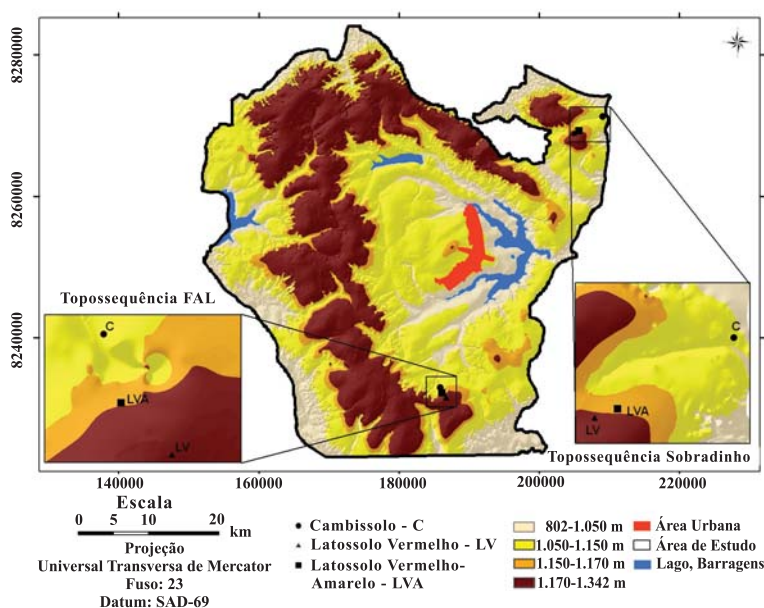 8280000
8260000
8240000
Topossequência FAL
C
LVA
LV
C
LVA
LV
Topossequência Sobradinho
140000
160000
180000
200000
220000
Escala
0 5 10 20
km
Projeção
Universal Transversa de Mercator
Fuso: 23
Datum: SAD-69
Cambissolo - C
Latossolo Vermelho - LV
Latossolo Vermelho-
Amarelo - LVA
802-1.050 m
1.050-1.150 m
1.150-1.170 m
1.170-1.342 m
Área Urbana
Área de Estudo
Lago, Barragens